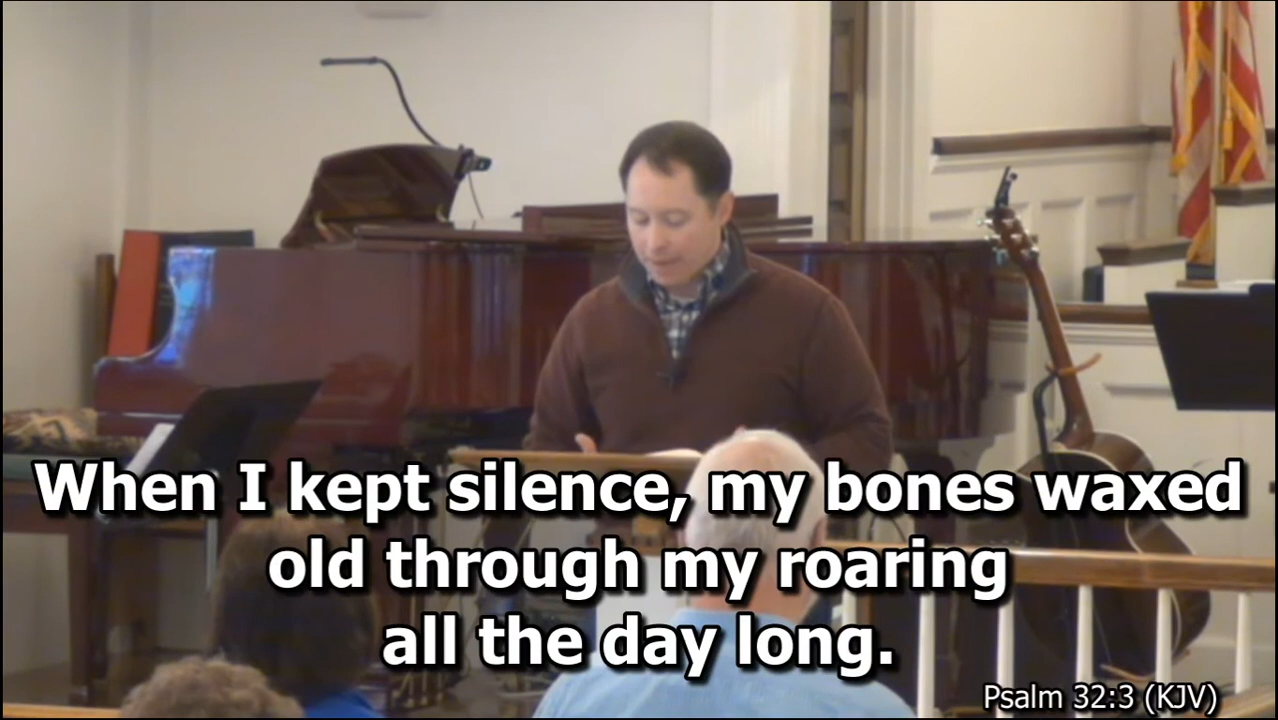 When I kept silence, my bones waxed
old through my roaring
all the day long.
Psalm 32:3 (KJV)